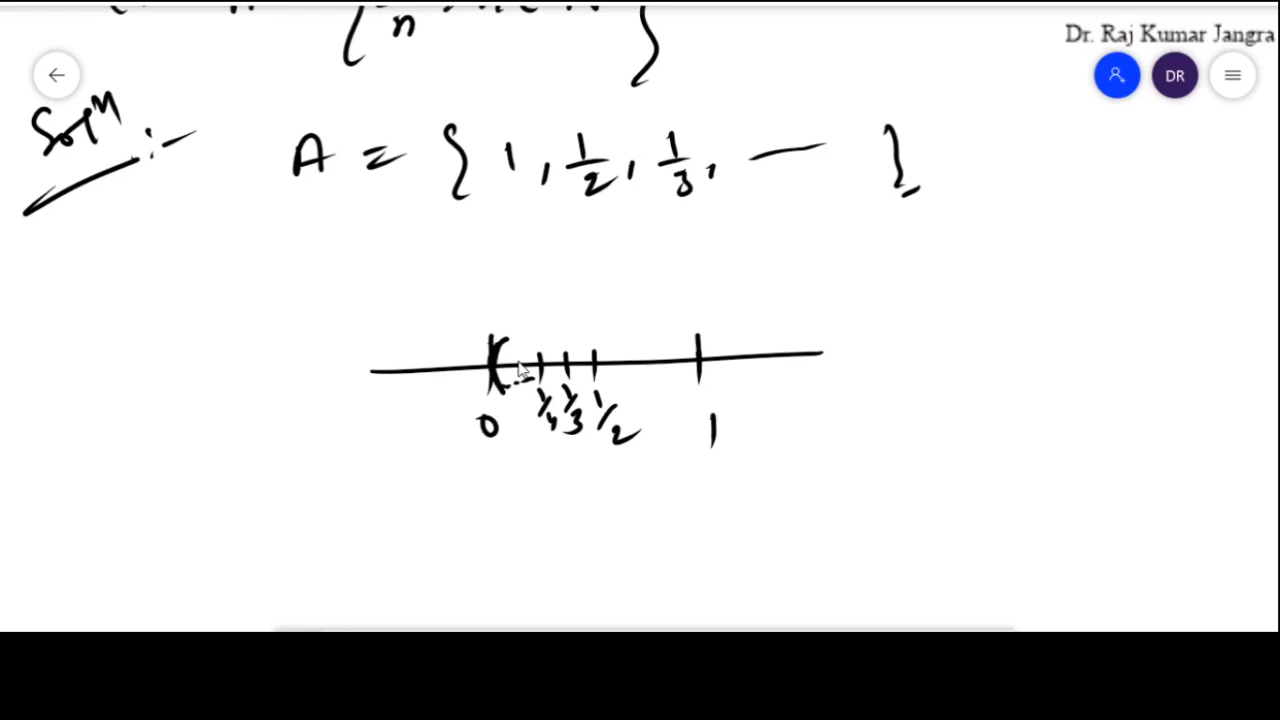 Dr. Raj Kumar Jangra
n
DR
Solⁿ :-
A = { 1, 1/2, 1/3, — }
0 1/4 1/3 1/2 1